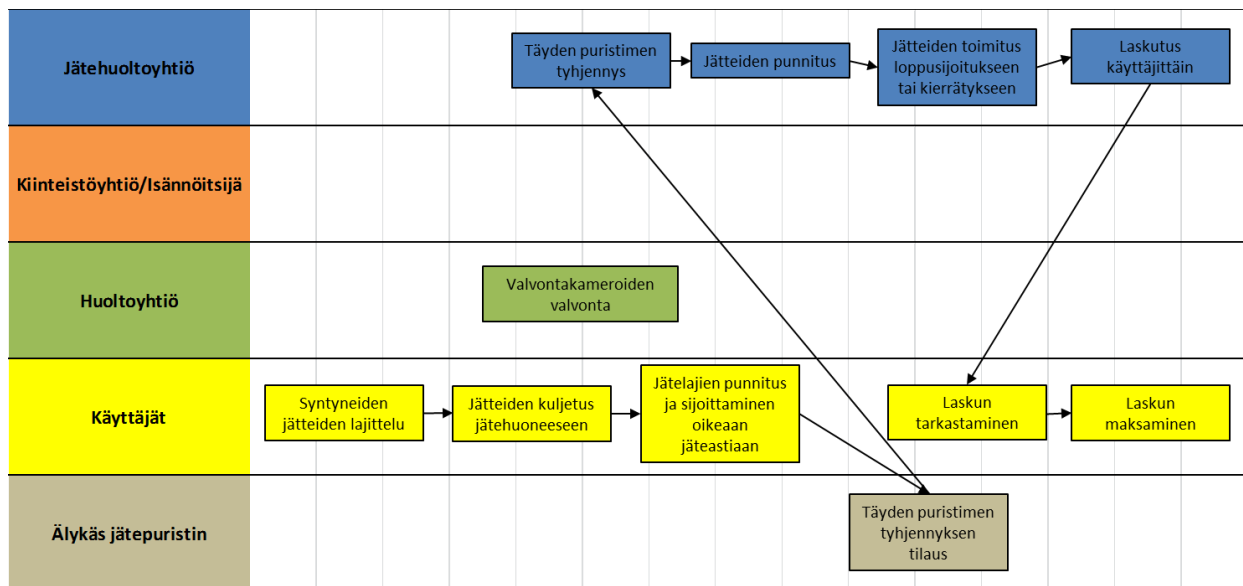 Jätehuoltoyhtiö
Täyden puristimen
tyhjennys
Jätteiden punnitus
Jätteiden toimitus
loppusijoitukseen
tai kierrätykseen
Laskutus
käyttäjittäin
Kiinteistöyhtiö/Isännöitsijä
Huoltoyhtiö
Valvontakameroiden
valvonta
Käyttäjät
Syntyneiden
jätteiden lajittelu
Jätteiden kuljetus
jätehuoneeseen
Jätelajien punnitus
ja sijoittaminen
oikeaan
jäteastiaan
Laskun
tarkastaminen
Laskun
maksaminen
Älykäs jätepuristin
Täyden puristimen
tyhjennyksen
tilaus